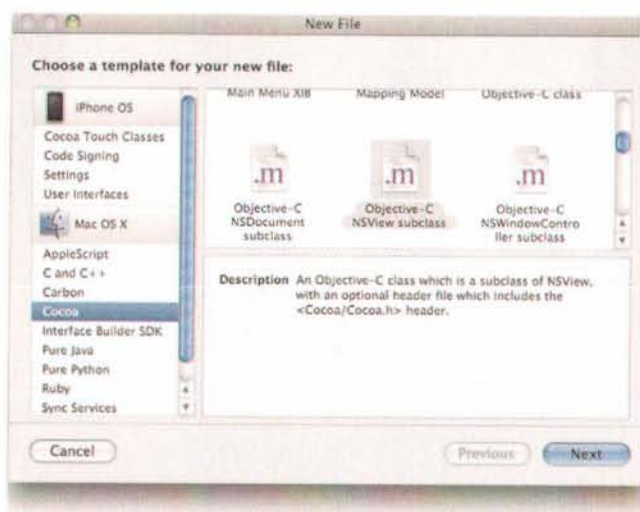 New File
Choose a template for your new file:
iPhone OS
Cocoa Touch Classes
Code Signing
Settings
User Interfaces
Mac OS X
AppleScript
C and C++
Carbon
Cocoa
Interface Builder SDK
Pure Java
Pure Python
Ruby
Sync Services
Main Menu XIB
Mapping Model
Objective-C class
.m
.m
.m
Objective-C
NSDocument
subclass
Objective-C
NSView subclass
Objective-C
NSWindowContro
ller subclass
Description An Objective-C class which is a subclass of NSView,
with an optional header file which includes the
<Cocoa/Cocoa.h> header.
Cancel
Previous
Next